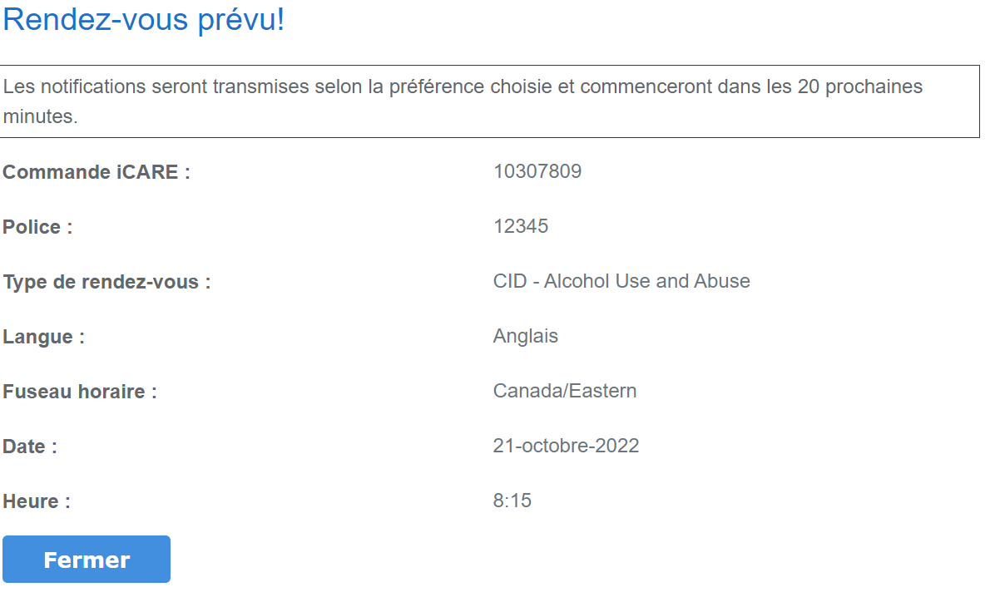 Rendez-vous prévu!
Les notifications seront transmises selon la préférence choisie et commenceront dans les 20 prochaines
minutes.
Commande iCARE : 10307809
Police : 12345
Type de rendez-vous : CID - Alcohol Use and Abuse
Langue : Anglais
Fuseau horaire : Canada/Eastern
Date : 21-octobre-2022
Heure : 8:15
Fermer